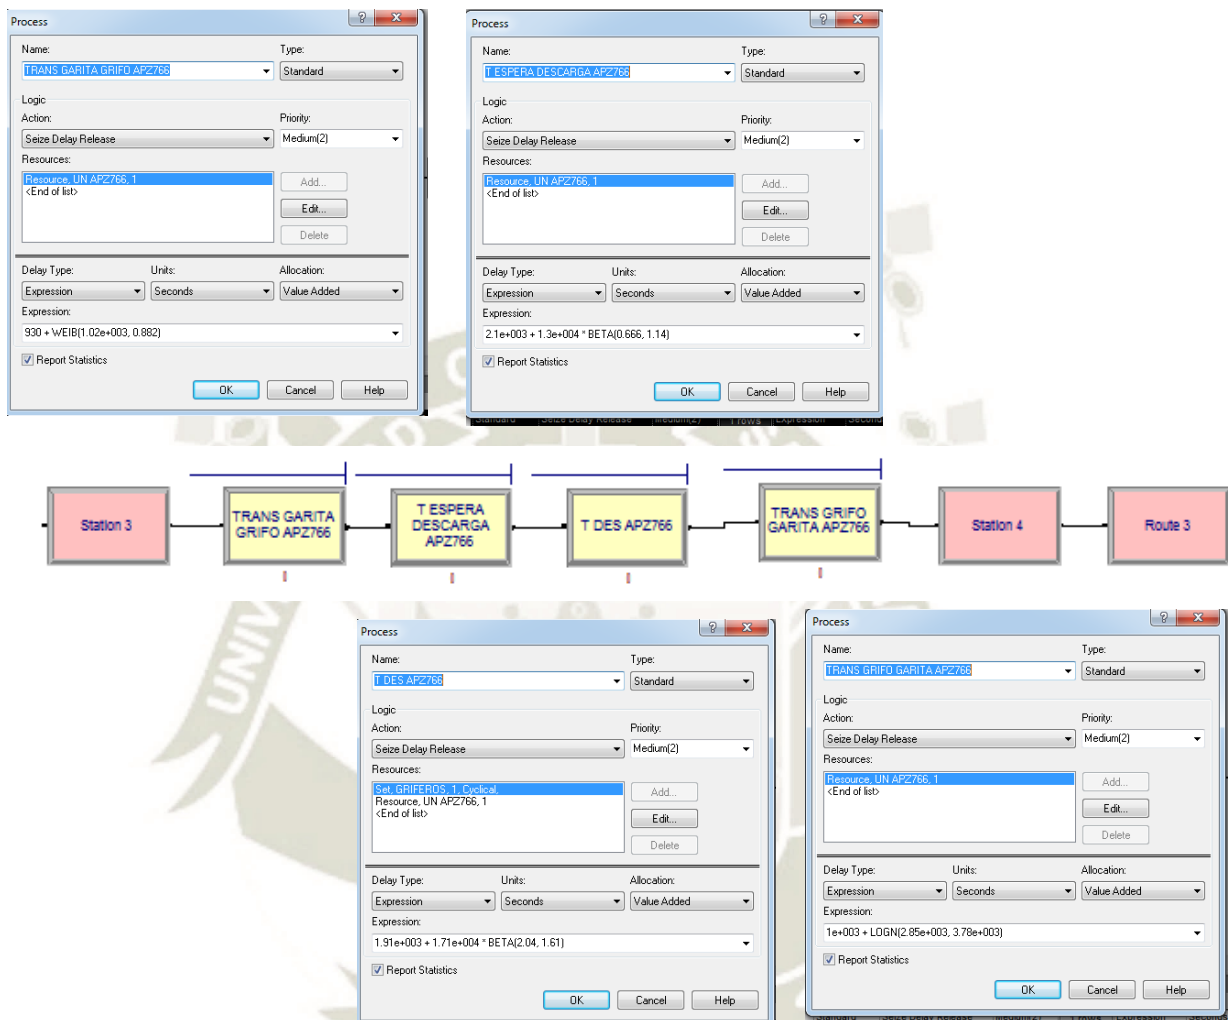 Process
Name:
Type:
TRANS GARITA GRIFO APZ766
Standard
Logic
Action:
Priority:
Seize Delay Release
Medium(2)
Resources:
Resource, UN APZ766, 1
<End of list>
Add...
Edit...
Delete
Delay Type:
Units:
Allocation:
Expression
Seconds
Value Added
Expression:
930 + WEIB(1.02e+003, 0.882)
Report Statistics
OK
Cancel
Help
Process
Name:
Type:
T ESPERA DESCARGA APZ766
Standard
Logic
Action:
Priority:
Seize Delay Release
Medium(2)
Resources:
Resource, UN APZ766, 1
<End of list>
Add...
Edit...
Delete
Delay Type:
Units:
Allocation:
Expression
Seconds
Value Added
Expression:
2.1e+003 + 1.3e+004 * BETA(0.666, 1.14)
Report Statistics
OK
Cancel
Help
Standard
Seize Delay Release
Medium(2)
1 rows
Expression
Second
Station 3
TRANS GARITA
GRIFO APZ766
T ESPERA
DESCARGA
APZ766
T DES APZ766
TRANS GRIFO
GARITA APZ766
Station 4
Route 3
UNIV
Process
Name:
Type:
T DES APZ766
Standard
Logic
Action:
Priority:
Seize Delay Release
Medium(2)
Resources:
Set, GRIFEROS, 1, Cyclical,
Resource, UN APZ766, 1
<End of list>
Add...
Edit...
Delete
Delay Type:
Units:
Allocation:
Expression
Seconds
Value Added
Expression:
1.91e+003 + 1.71e+004 * BETA(2.04, 1.61)
Report Statistics
OK
Cancel
Help
Process
Name:
Type:
TRANS GRIFO GARITA APZ766
Standard
Logic
Action:
Priority:
Seize Delay Release
Medium(2)
Resources:
Resource, UN APZ766, 1
<End of list>
Add...
Edit...
Delete
Delay Type:
Units:
Allocation:
Expression
Seconds
Value Added
Expression:
1e+003 + LOGN(2.85e+003, 3.78e+003)
Report Statistics
OK
Cancel
Help